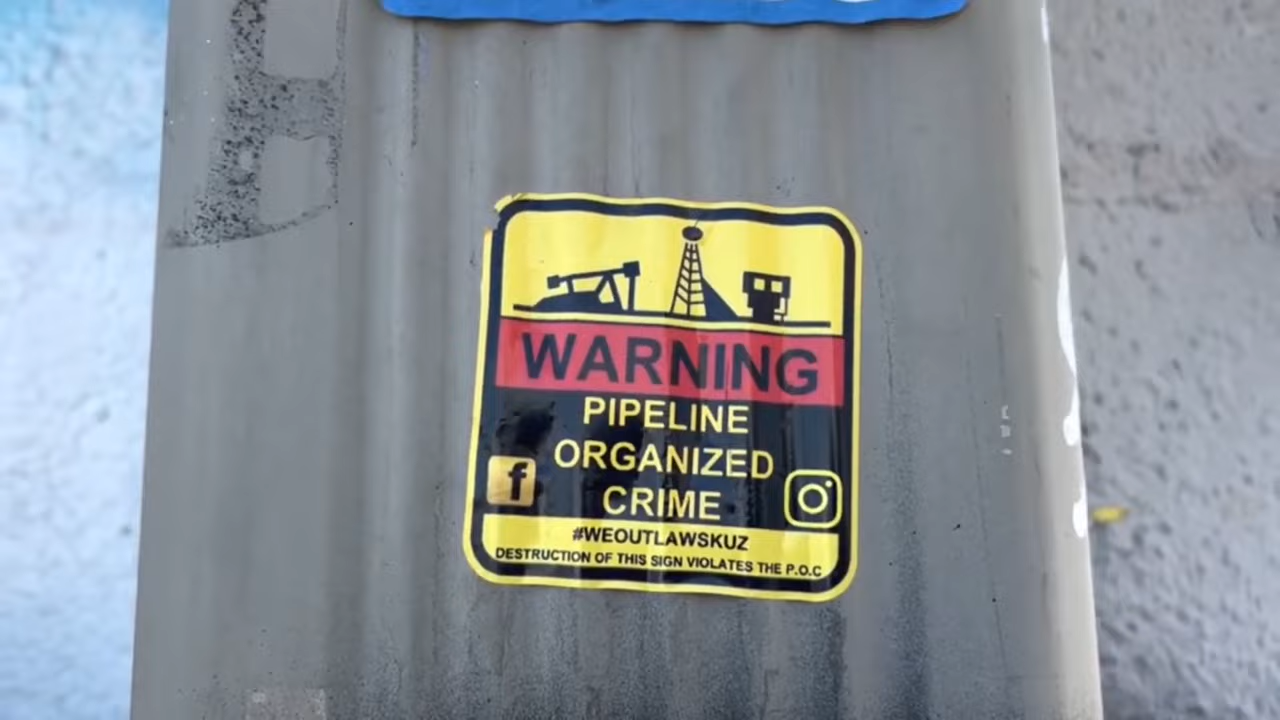 WARNING
PIPELINE
ORGANIZED
CRIME
#WEOUTLAWSKUZ
DESTRUCTION OF THIS SIGN VIOLATES THE P.O.C